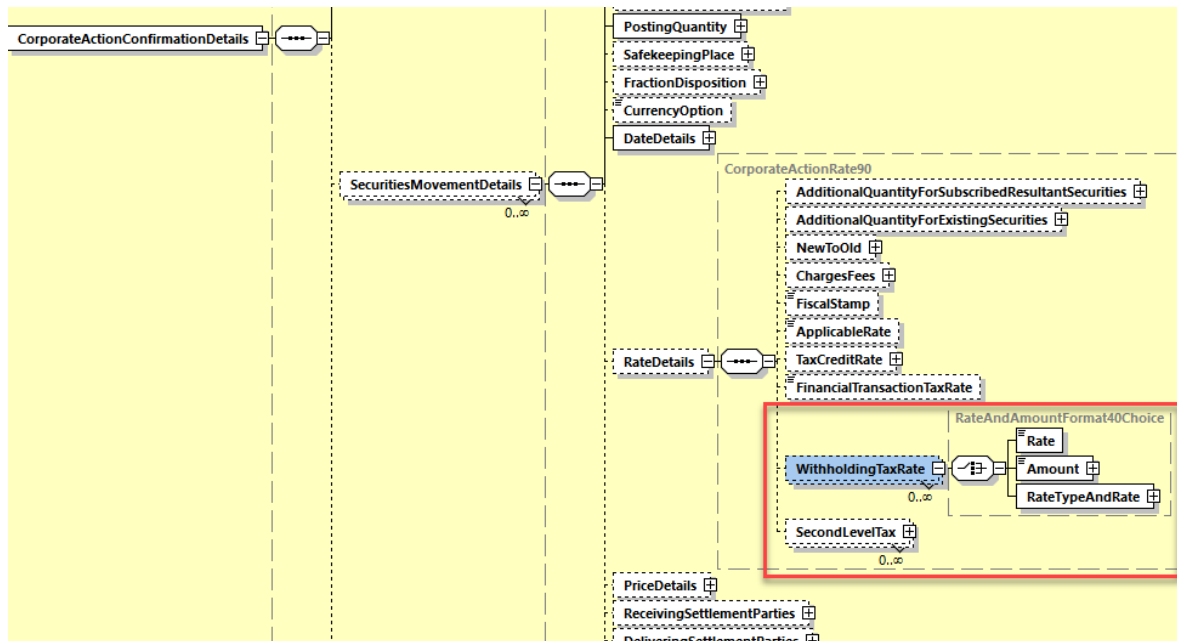 PostingQuantity
CorporateActionConfirmationDetails
SafekeepingPlace
FractionDisposition
CurrencyOption
DateDetails
CorporateActionRate90
SecuritiesMovementDetails
0..∞
AdditionalQuantityForSubscribedResultantSecurities
AdditionalQuantityForExistingSecurities
NewToOld
ChargesFees
FiscalStamp
ApplicableRate
RateDetails
TaxCreditRate
FinancialTransactionTaxRate
RateAndAmountFormat40Choice
Rate
WithholdingTaxRate
0..∞
Amount
RateTypeAndRate
SecondLevelTax
0..∞
PriceDetails
ReceivingSettlementParties
DeliveringSettlementParties